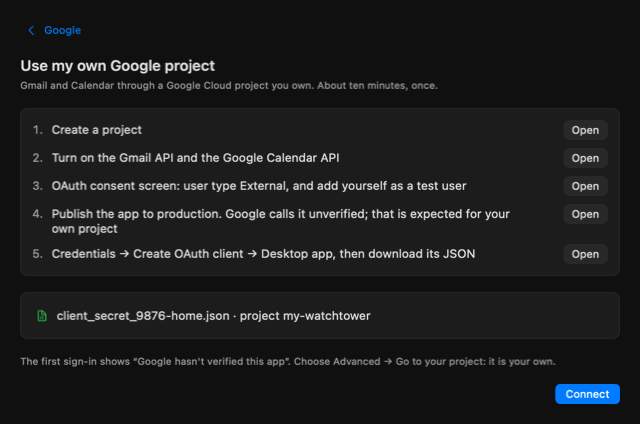 Google
Use my own Google project
Gmail and Calendar through a Google Cloud project you own. About ten minutes, once.
1. Create a project Open
2. Turn on the Gmail API and the Google Calendar API Open
3. OAuth consent screen: user type External, and add yourself as a test user Open
4. Publish the app to production. Google calls it unverified; that is expected for your Open
own project
5. Credentials → Create OAuth client → Desktop app, then download its JSON Open
client_secret_9876-home.json · project my-watchtower
The first sign-in shows “Google hasn't verified this app”. Choose Advanced → Go to your project: it is your own.
Connect